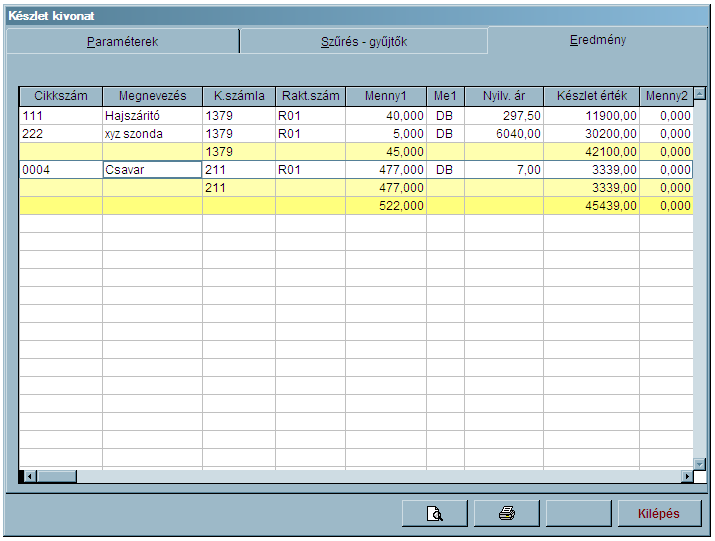 Készlet kivonat
Paraméterek Szűrés - gyűjtők Eredmény
Cikkszám Megnevezés K.számla Rakt.szám Menny1 Me1 Nyilv. ár Készlet érték Menny2
111 Hajszáritó 1379 R01 40,000 DB 297,50 11900,00 0,000
222 xyz szonda 1379 R01 5,000 DB 6040,00 30200,00 0,000
1379 45,000 42100,00 0,000
0004 Csavar 211 R01 477,000 DB 7,00 3339,00 0,000
211 477,000 3339,00 0,000
522,000 45439,00 0,000
Kilépés